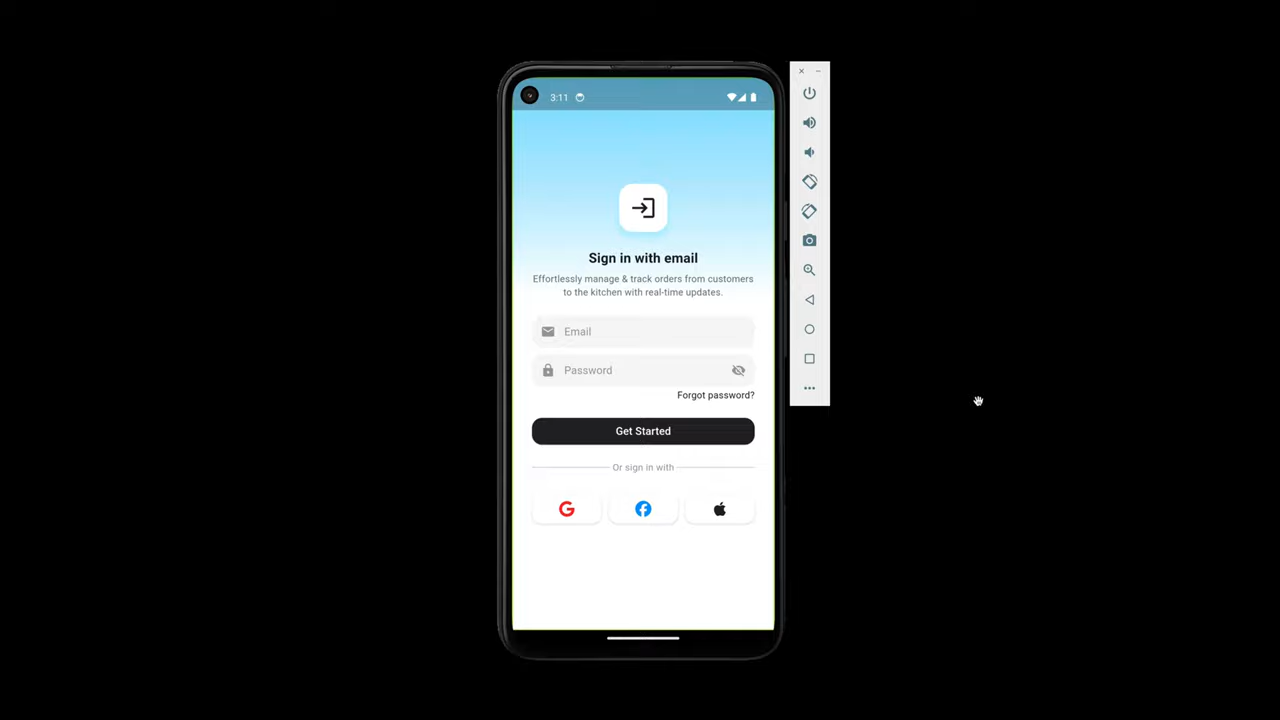 3:11
Sign in with email
Effortlessly manage & track orders from customers
to the kitchen with real-time updates.
Email
Password
Forgot password?
Get Started
Or sign in with